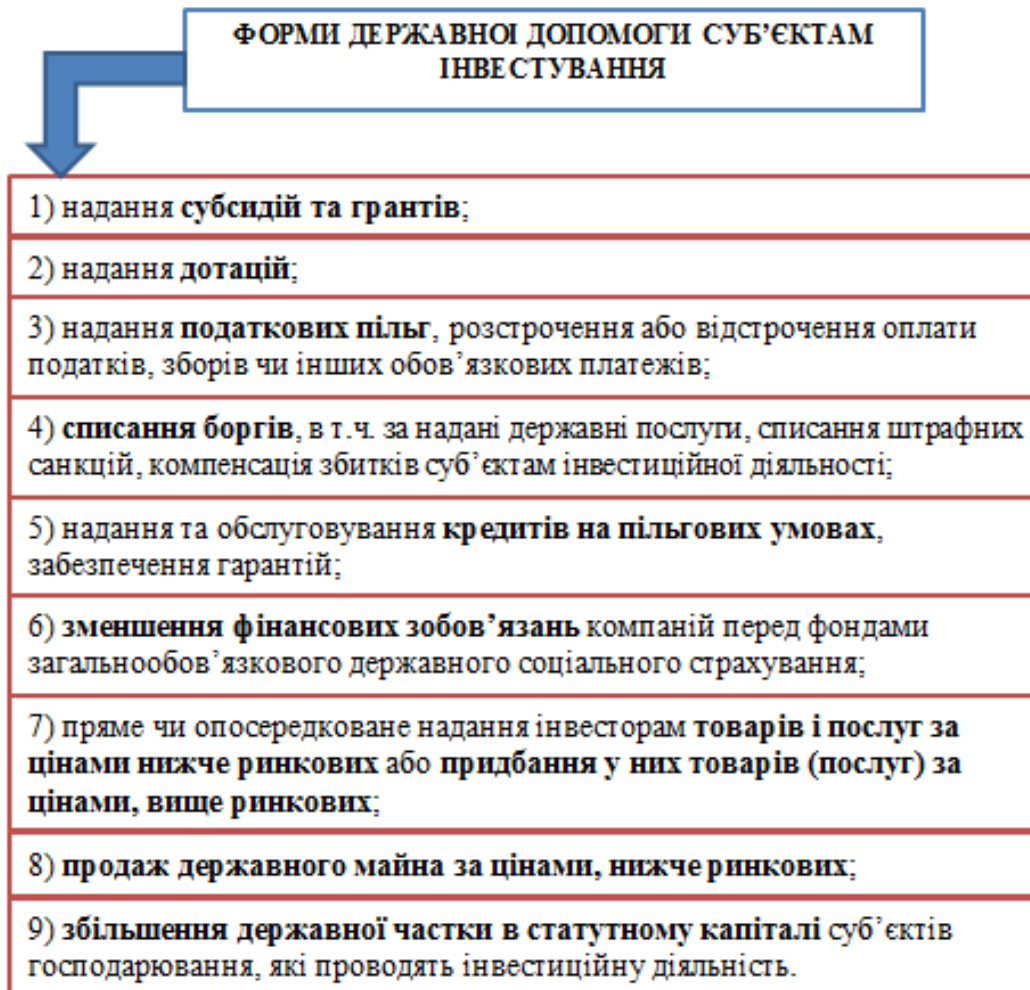 ФОРМИ ДЕРЖАВНОЇ ДОПОМОГИ СУБ’ЄКТАМ
ІНВЕСТУВАННЯ
1) надання субсидій та грантів;
2) надання дотацій;
3) надання податкових пільг, розстрочення або відстрочення оплати
податків, зборів чи інших обов’язкових платежів;
4) списання боргів, в т.ч. за надані державні послуги, списання штрафних
санкцій, компенсація збитків суб’єктам інвестиційної діяльності;
5) надання та обслуговування кредитів на пільгових умовах,
забезпечення гарантій;
6) зменшення фінансових зобов’язань компаній перед фондами
загальнообов’язкового державного соціального страхування;
7) пряме чи опосередковане надання інвесторам товарів і послуг за
цінами нижче ринкових або придбання у них товарів (послуг) за
цінами, вище ринкових;
8) продаж державного майна за цінами, нижче ринкових;
9) збільшення державної частки в статутному капіталі суб’єктів
господарювання, які проводять інвестиційну діяльність.